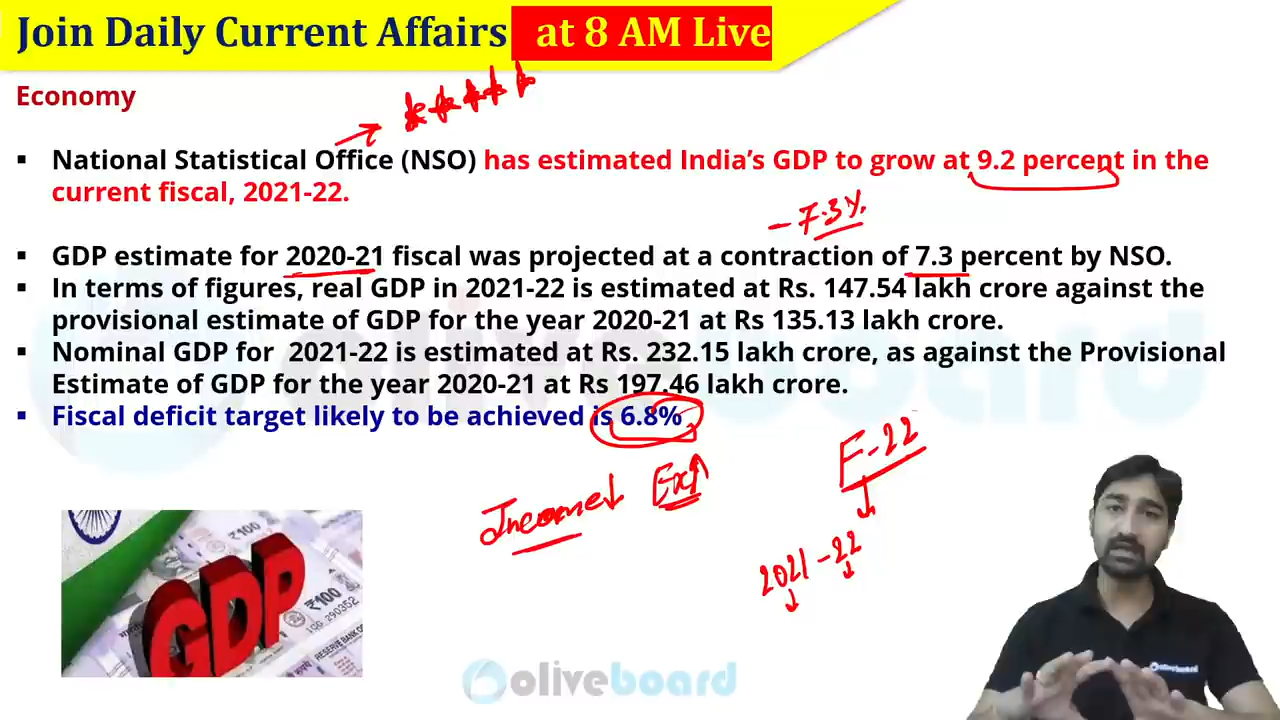 Join Daily Current Affairs at 8 AM Live
Economy
National Statistical Office (NSO) has estimated India's GDP to grow at 9.2 percent in the
current fiscal, 2021-22.
- 7.3%
GDP estimate for 2020-21 fiscal was projected at a contraction of 7.3 percent by NSO.
In terms of figures, real GDP in 2021-22 is estimated at Rs. 147.54 lakh crore against the
provisional estimate of GDP for the year 2020-21 at Rs 135.13 lakh crore.
Nominal GDP for 2021-22 is estimated at Rs. 232.15 lakh crore, as against the Provisional
Estimate of GDP for the year 2020-21 at Rs 197.46 lakh crore.
Fiscal deficit target likely to be achieved is 6.8%
F-22
Income↓ Exp↑
2021-22
GDP
₹100
₹100
oliveboard
oliveboard